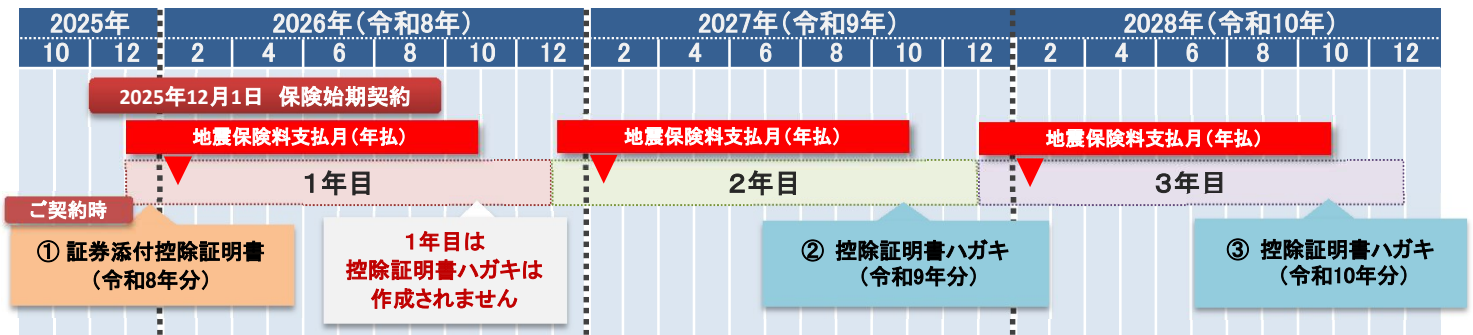 2025年
2026年(令和8年)
2027年(令和9年)
2028年(令和10年)
10 12 2 4 6 8 10 12 2 4 6 8 10 12 2 4 6 8 10 12
2025年12月1日 保険始期契約
地震保険料支払月(年払)
地震保険料支払月(年払)
地震保険料支払月(年払)
1年目
2年目
3年目
ご契約時
① 証券添付控除証明書
(令和8年分)
1年目は
控除証明書ハガキは
作成されません
② 控除証明書ハガキ
(令和9年分)
③ 控除証明書ハガキ
(令和10年分)